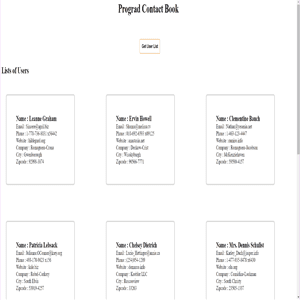 Prograd Contact Book
Get User List
Lists of Users
Name : Leanne Graham
Email : Sincere@april.biz
Phone : 1-770-736-8031 x56442
Website : hildegard.org
Company : Romaguera-Crona
City : Gwenborough
Zipcode : 92998-3874
Name : Ervin Howell
Email : Shanna@melissa.tv
Phone : 010-692-6593 x09125
Website : anastasia.net
Company : Deckow-Crist
City : Wisokyburgh
Zipcode : 90566-7771
Name : Clementine Bauch
Email : Nathan@yesenia.net
Phone : 1-463-123-4447
Website : ramiro.info
Company : Romaguera-Jacobson
City : McKenziehaven
Zipcode : 59590-4157
Name : Patricia Lebsack
Email : Julianne.OConner@kory.org
Phone : 493-170-9623 x156
Website : kale.biz
Company : Robel-Corkery
City : South Elvis
Zipcode : 53919-4257
Name : Chelsey Dietrich
Email : Lucio_Hettinger@annie.ca
Phone : (254)954-1289
Website : demarco.info
Company : Keebler LLC
City : Roscoeview
Zipcode : 33263
Name : Mrs. Dennis Schulist
Email : Karley_Dach@jasper.info
Phone : 1-477-935-8478 x6430
Website : ola.org
Company : Considine-Lockman
City : South Christy
Zipcode : 23505-1337